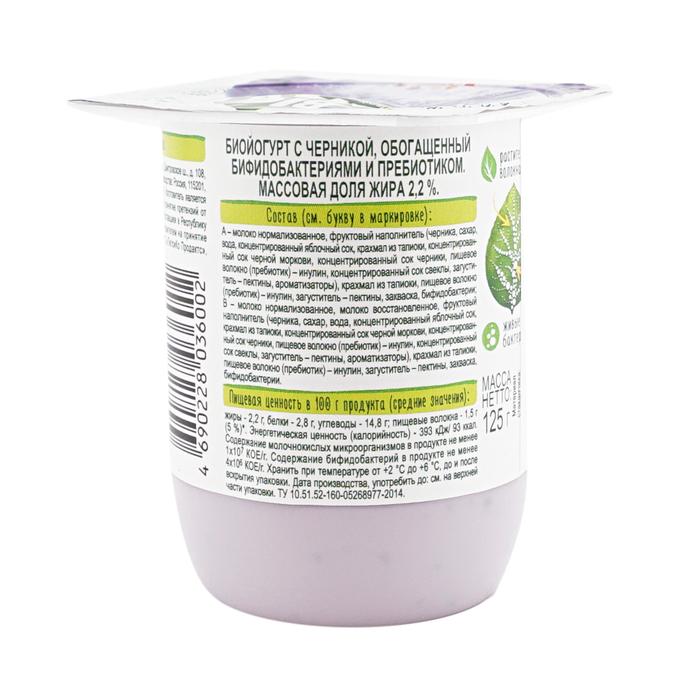 БИОЙОГУРТ С ЧЕРНИКОЙ, ОБОГАЩЕННЫЙ
БИФИДОБАКТЕРИЯМИ И ПРЕБИОТИКОМ.
МАССОВАЯ ДОЛЯ ЖИРА 2,2 %.
Состав (см. букву в маркировке):
А – молоко нормализованное, фруктовый наполнитель (черника, сахар,
вода, концентрированный яблочный сок, крахмал из тапиоки, концентрирован-
ный сок черной моркови, концентрированный сок черники, пищевое
волокно (пребиотик) – инулин, концентрированный сок свеклы, загусти-
тель – пектины, ароматизаторы), крахмал из тапиоки, пищевое волокно
(пребиотик) – инулин, загуститель – пектины, закваска, бифидобактерии;
В – молоко нормализованное, молоко восстановленное, фруктовый
наполнитель (черника, сахар, вода, концентрированный яблочный сок,
крахмал из тапиоки, концентрированный сок черной моркови, концентрирован-
ный сок черники, пищевое волокно (пребиотик) – инулин, концентрированный
сок свеклы, загуститель – пектины, ароматизаторы), крахмал из тапиоки,
пищевое волокно (пребиотик) – инулин, загуститель – пектины, закваска,
бифидобактерии.
Пищевая ценность в 100 г продукта (средние значения):
жиры - 2,2 г, белки - 2,8 г, углеводы - 14,8 г; пищевые волокна - 1,5 г
(5 %)*. Энергетическая ценность (калорийность) - 393 кДж/ 93 ккал.
Содержание молочнокислых микроорганизмов в продукте не менее
1x10⁷ КОЕ/г. Содержание бифидобактерий в продукте не менее
4x10⁶ КОЕ/г. Хранить при температуре от +2 °С до +6 °С, до и после
вскрытия упаковки. Дата производства, употребить до: см. на верхней
части упаковки. ТУ 10.51.52-160-05268977-2014.
Дмитровское ш., д. 108,
Россия, 115201,
4 690228 036002
растите
волокна
живые
бактер
МАССА
НЕТТО:
125 г
Материал